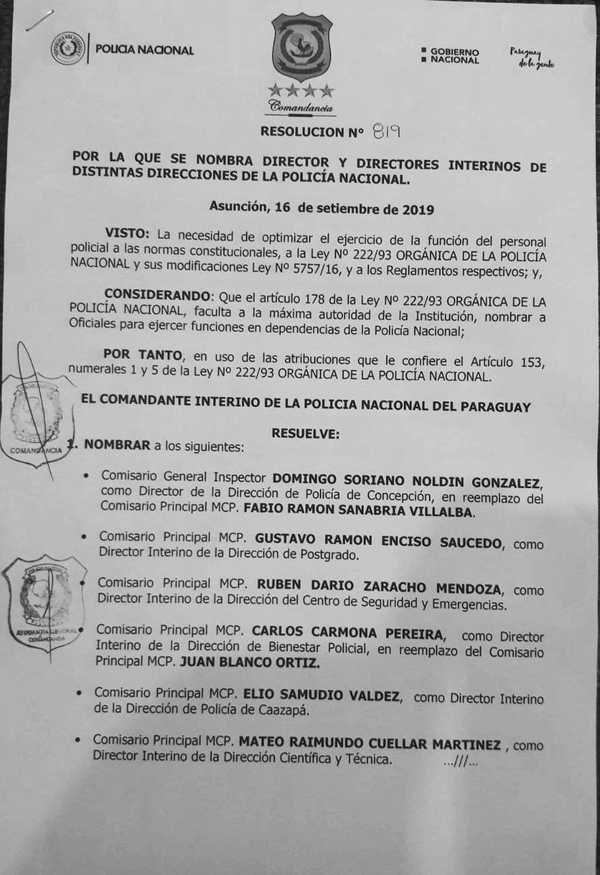 POLICIA NACIONAL
GOBIERNO
NACIONAL
Paraguay
de la gente
Comandancia
RESOLUCION Nº 819
POR LA QUE SE NOMBRA DIRECTOR Y DIRECTORES INTERINOS DE
DISTINTAS DIRECCIONES DE LA POLICÍA NACIONAL.
Asunción, 16 de setiembre de 2019
VISTO: La necesidad de optimizar el ejercicio de la función del personal
policial a las normas constitucionales, a la Ley Nº 222/93 ORGÁNICA DE LA POLICÍA
NACIONAL y sus modificaciones Ley Nº 5757/16, y a los Reglamentos respectivos; y,
CONSIDERANDO: Que el artículo 178 de la Ley Nº 222/93 ORGÁNICA DE LA
POLICÍA NACIONAL, faculta a la máxima autoridad de la Institución, nombrar a
Oficiales para ejercer funciones en dependencias de la Policía Nacional;
POR TANTO, en uso de las atribuciones que le confiere el Artículo 153,
numerales 1 y 5 de la Ley Nº 222/93 ORGÁNICA DE LA POLICÍA NACIONAL.
EL COMANDANTE INTERINO DE LA POLICIA NACIONAL DEL PARAGUAY
RESUELVE:
COMANDANCIA
1. NOMBRAR a los siguientes:
• Comisario General Inspector DOMINGO SORIANO NOLDIN GONZALEZ,
como Director de la Dirección de Policía de Concepción, en reemplazo del
Comisario Principal MCP. FABIO RAMON SANABRIA VILLALBA.
• Comisario Principal MCP. GUSTAVO RAMON ENCISO SAUCEDO, como
Director Interino de la Dirección de Postgrado.
• Comisario Principal MCP. RUBEN DARIO ZARACHO MENDOZA, como
Director Interino de la Dirección del Centro de Seguridad y Emergencias.
• Comisario Principal MCP. CARLOS CARMONA PEREIRA, como Director
Interino de la Dirección de Bienestar Policial, en reemplazo del Comisario
Principal MCP. JUAN BLANCO ORTIZ.
• Comisario Principal MCP. ELIO SAMUDIO VALDEZ, como Director Interino
de la Dirección de Policía de Caazapá.
• Comisario Principal MCP. MATEO RAIMUNDO CUELLAR MARTINEZ , como
Director Interino de la Dirección Científica y Técnica. ...///...